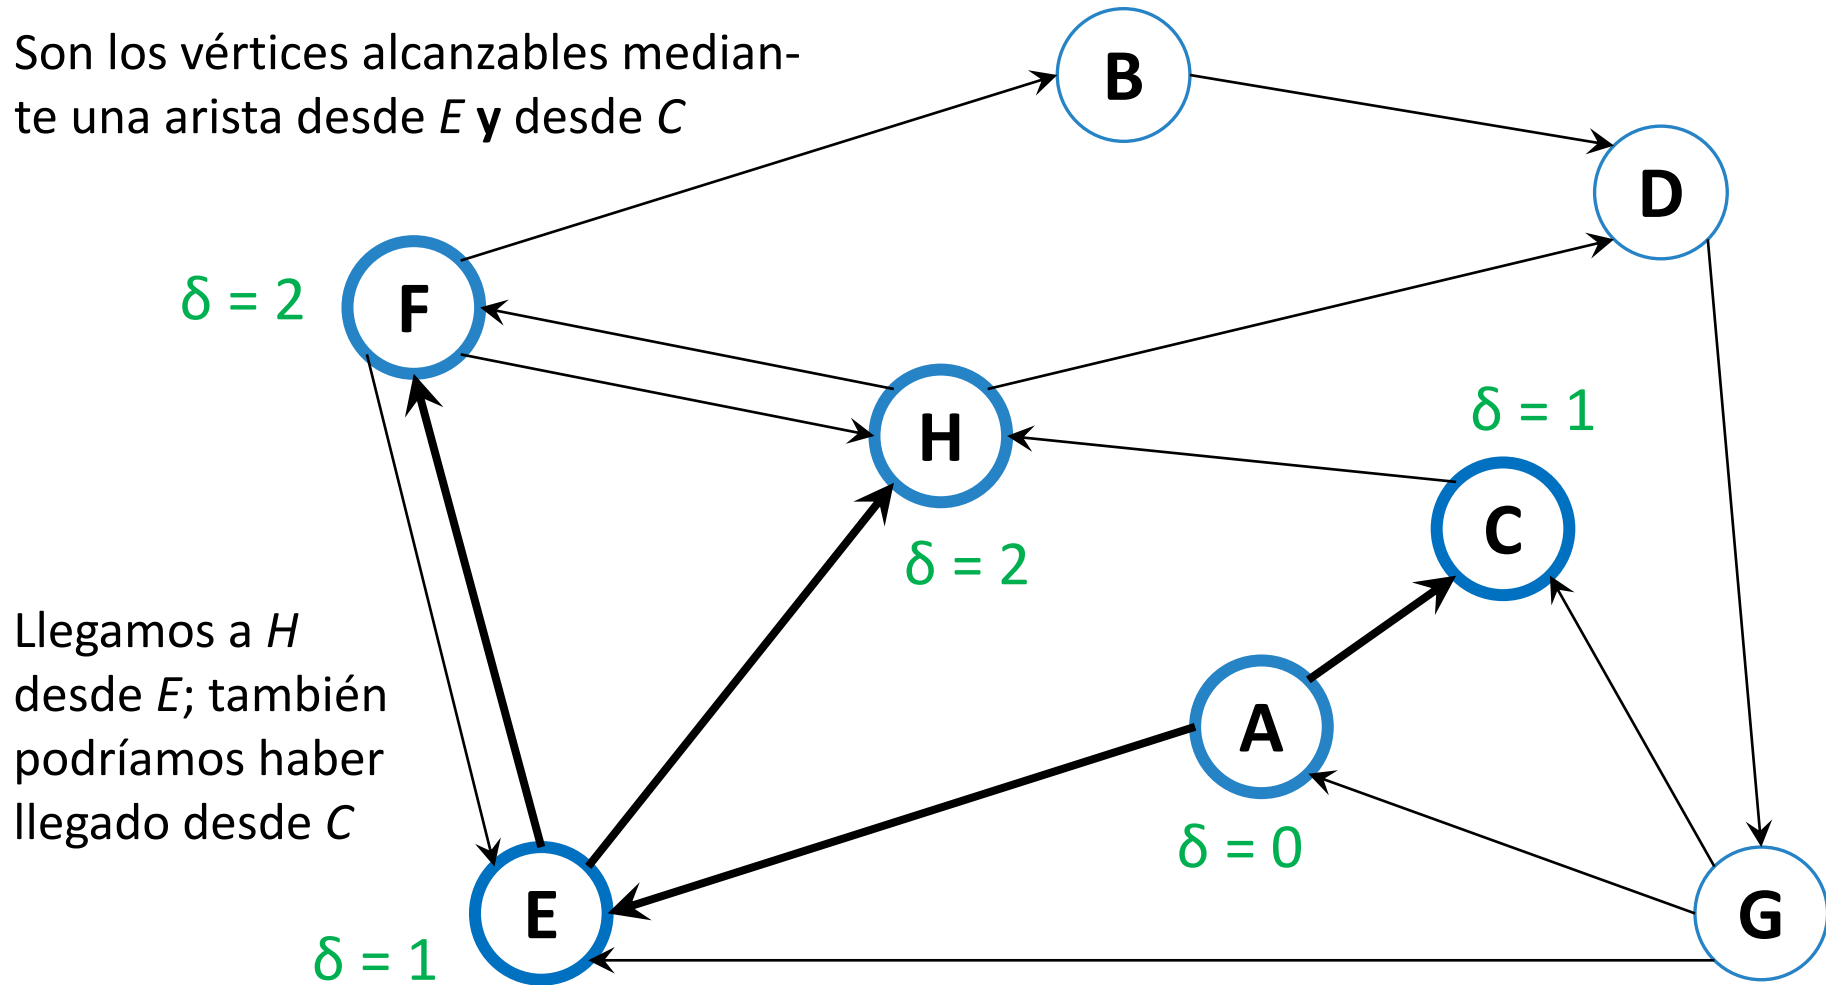 Son los vértices alcanzables median-
te una arista desde E y desde C
B
D
δ = 2
F
H
δ = 1
C
δ = 2
Llegamos a H
desde E; también
podríamos haber
llegado desde C
A
δ = 0
E
G
δ = 1